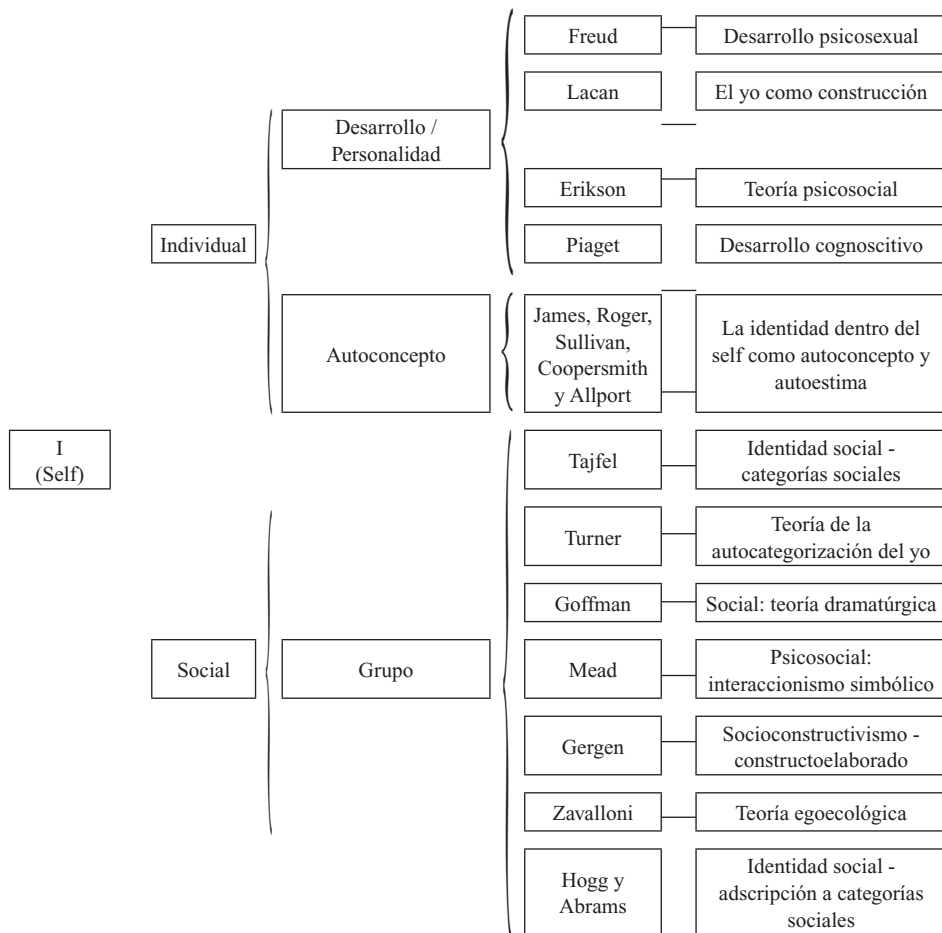 Freud
Desarrollo psicosexual
Lacan
El yo como construcción
Desarrollo /
Personalidad
Erikson
Teoría psicosocial
Individual
Piaget
Desarrollo cognoscitivo
Autoconcepto
James, Roger,
Sullivan,
Coopersmith
y Allport
La identidad dentro del
self como autoconcepto y
autoestima
I
(Self)
Tajfel
Identidad social -
categorías sociales
Turner
Teoría de la
autocategorización del yo
Goffman
Social: teoría dramatúrgica
Social
Grupo
Mead
Psicosocial:
interaccionismo simbólico
Gergen
Socioconstructivismo -
constructoelaborado
Zavalloni
Teoría egoecológica
Hogg y
Abrams
Identidad social -
adscripción a categorías
sociales